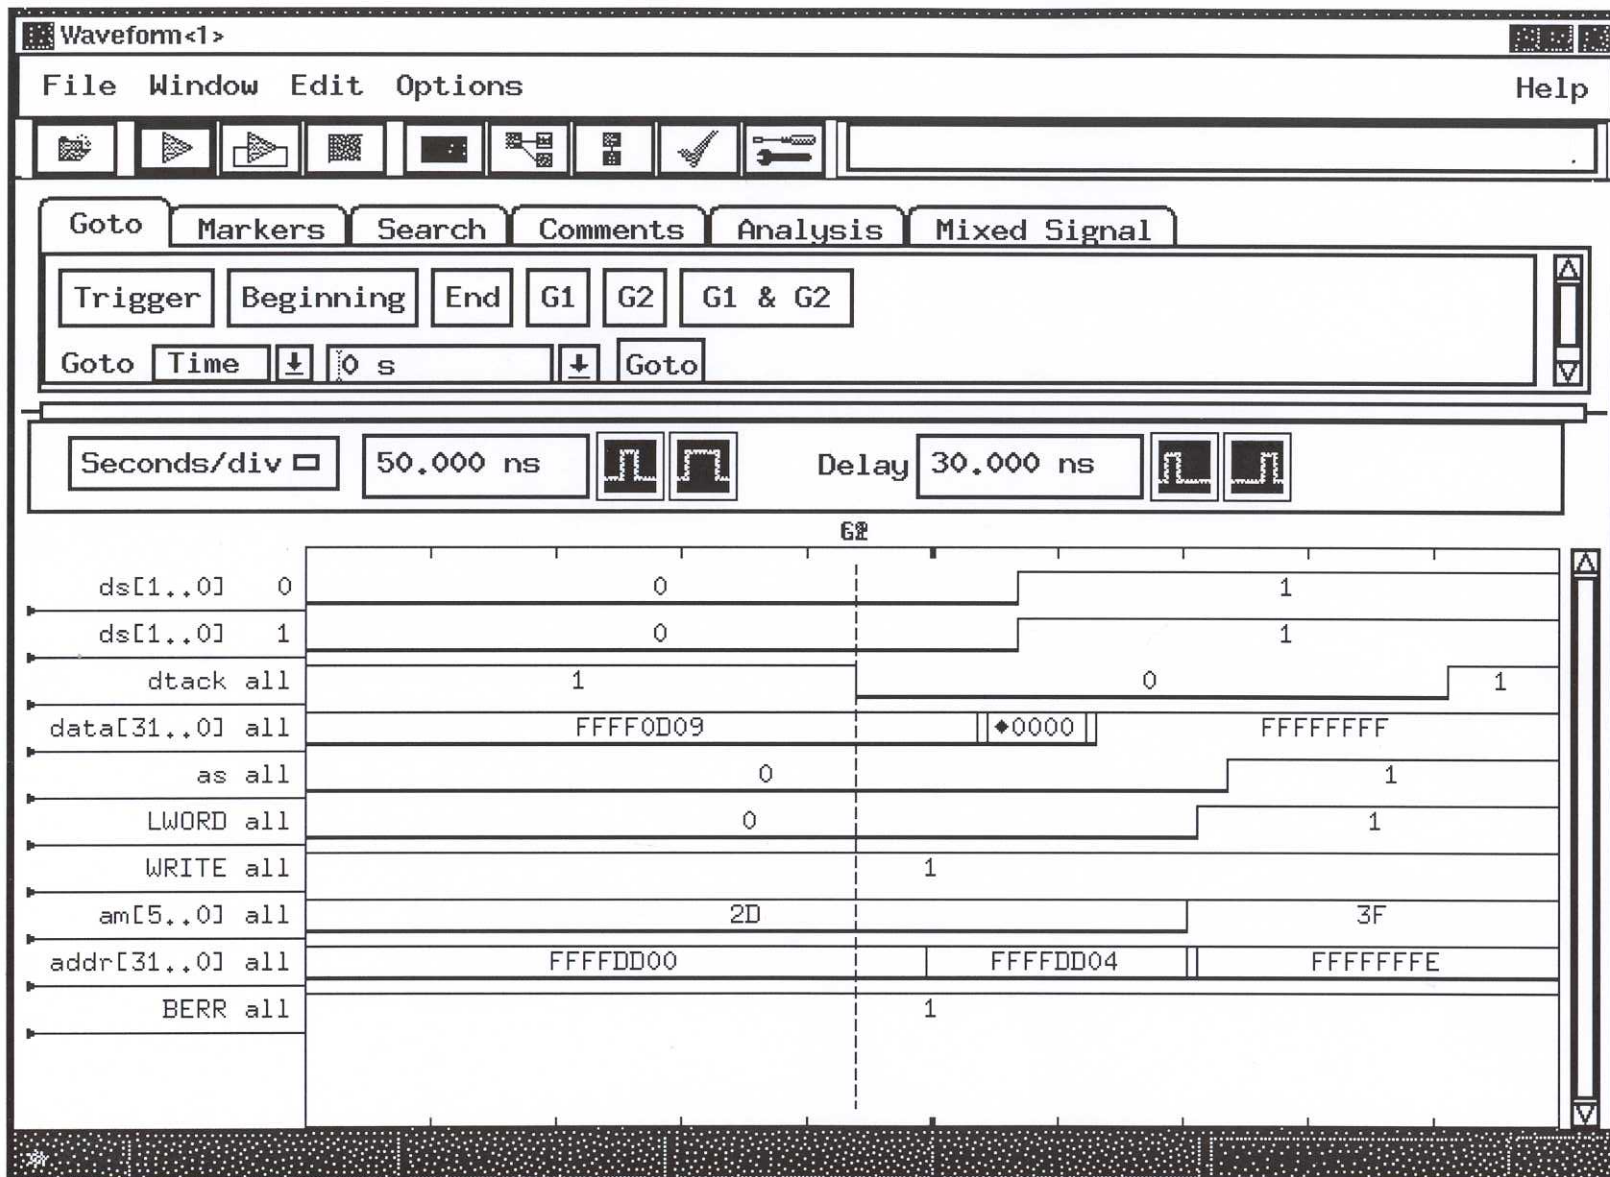 Waveform<1>
File Window Edit Options Help
Goto Markers Search Comments Analysis Mixed Signal
Trigger Beginning End G1 G2 G1 & G2
Goto Time 0 s Goto
Seconds/div 50.000 ns Delay 30.000 ns
ds[1..0] 0 0 1
ds[1..0] 1 0 1
dtack all 1 0 1
data[31..0] all FFFF0D09 ◆0000 FFFFFFFF
as all 0 1
LWORD all 0 1
WRITE all 1
am[5..0] all 2D 3F
addr[31..0] all FFFFDD00 FFFFDD04 FFFFFFFE
BERR all 1